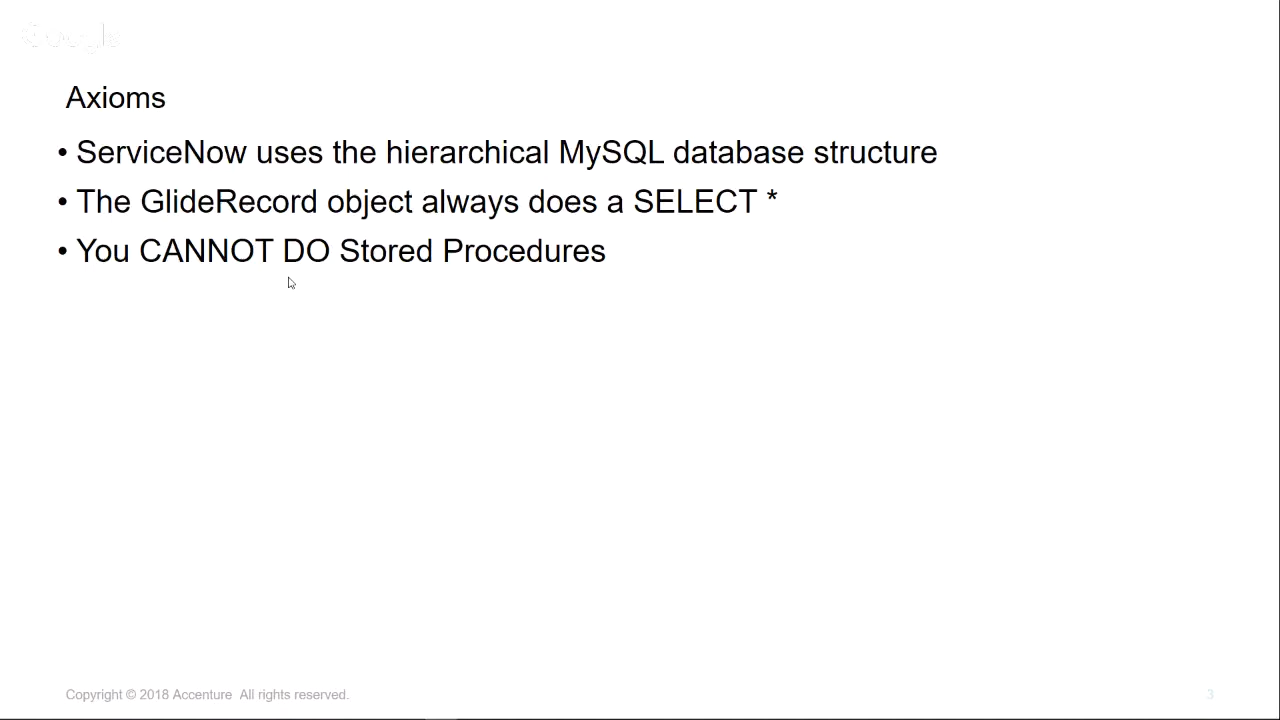 Axioms
• ServiceNow uses the hierarchical MySQL database structure
• The GlideRecord object always does a SELECT *
• You CANNOT DO Stored Procedures
Copyright © 2018 Accenture All rights reserved.
3